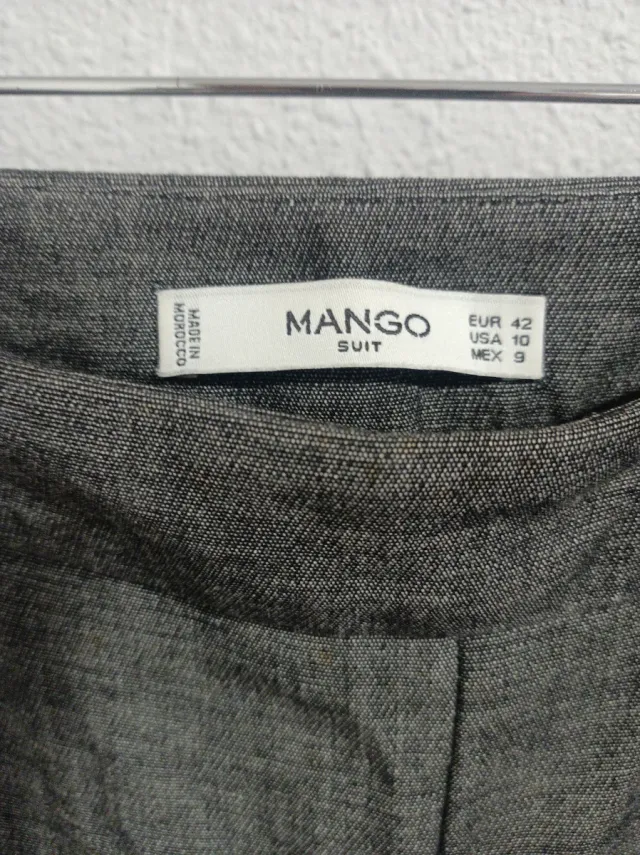 MADE IN
MOROCCO
MANGO
SUIT
EUR 42
USA 10
MEX 9